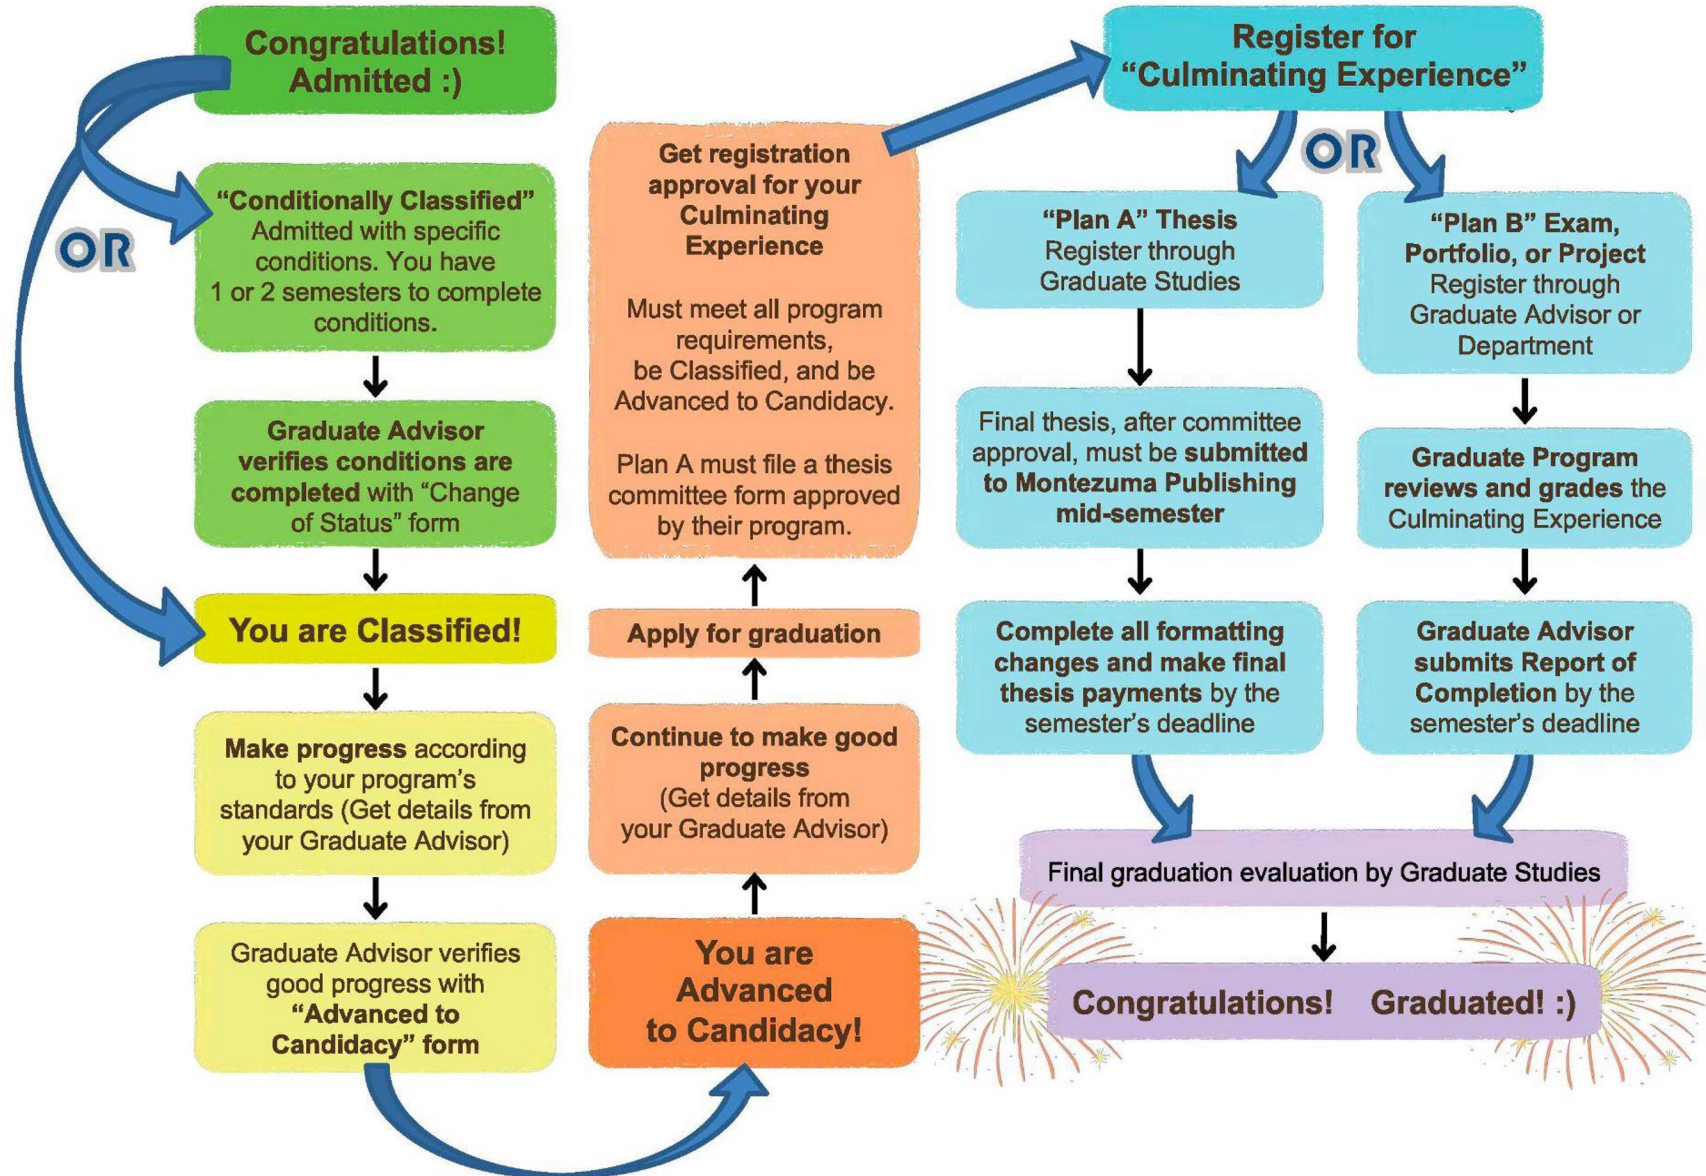 Congratulations!
Admitted :)
OR
“Conditionally Classified”
Admitted with specific
conditions. You have
1 or 2 semesters to complete
conditions.
Graduate Advisor
verifies conditions are
completed with “Change
of Status” form
You are Classified!
Make progress according
to your program’s
standards (Get details from
your Graduate Advisor)
Graduate Advisor verifies
good progress with
“Advanced to
Candidacy” form
You are
Advanced
to Candidacy!
Continue to make good
progress
(Get details from
your Graduate Advisor)
Apply for graduation
Get registration
approval for your
Culminating
Experience
Must meet all program
requirements,
be Classified, and be
Advanced to Candidacy.
Plan A must file a thesis
committee form approved
by their program.
Register for
“Culminating Experience”
OR
“Plan A” Thesis
Register through
Graduate Studies
Final thesis, after committee
approval, must be submitted
to Montezuma Publishing
mid-semester
Complete all formatting
changes and make final
thesis payments by the
semester’s deadline
“Plan B” Exam,
Portfolio, or Project
Register through
Graduate Advisor or
Department
Graduate Program
reviews and grades the
Culminating Experience
Graduate Advisor
submits Report of
Completion by the
semester’s deadline
Final graduation evaluation by Graduate Studies
Congratulations! Graduated! :)